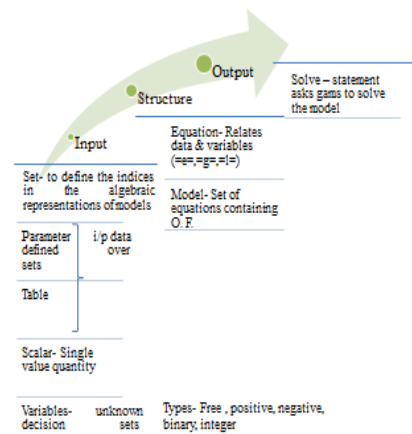 Output
Structure
Input
Solve – statement
asks gams to solve
the model
Equation- Relates
data & variables
(=e=,=g=,=l=)
Model- Set of
equations containing
O. F.
Set- to define the indices
in the algebraic
representations of models
Parameter i/p data
defined over
sets
Table
Scalar- Single
value quantity
Variables- unknown
decision sets
Types- Free , positive, negative,
binary, integer